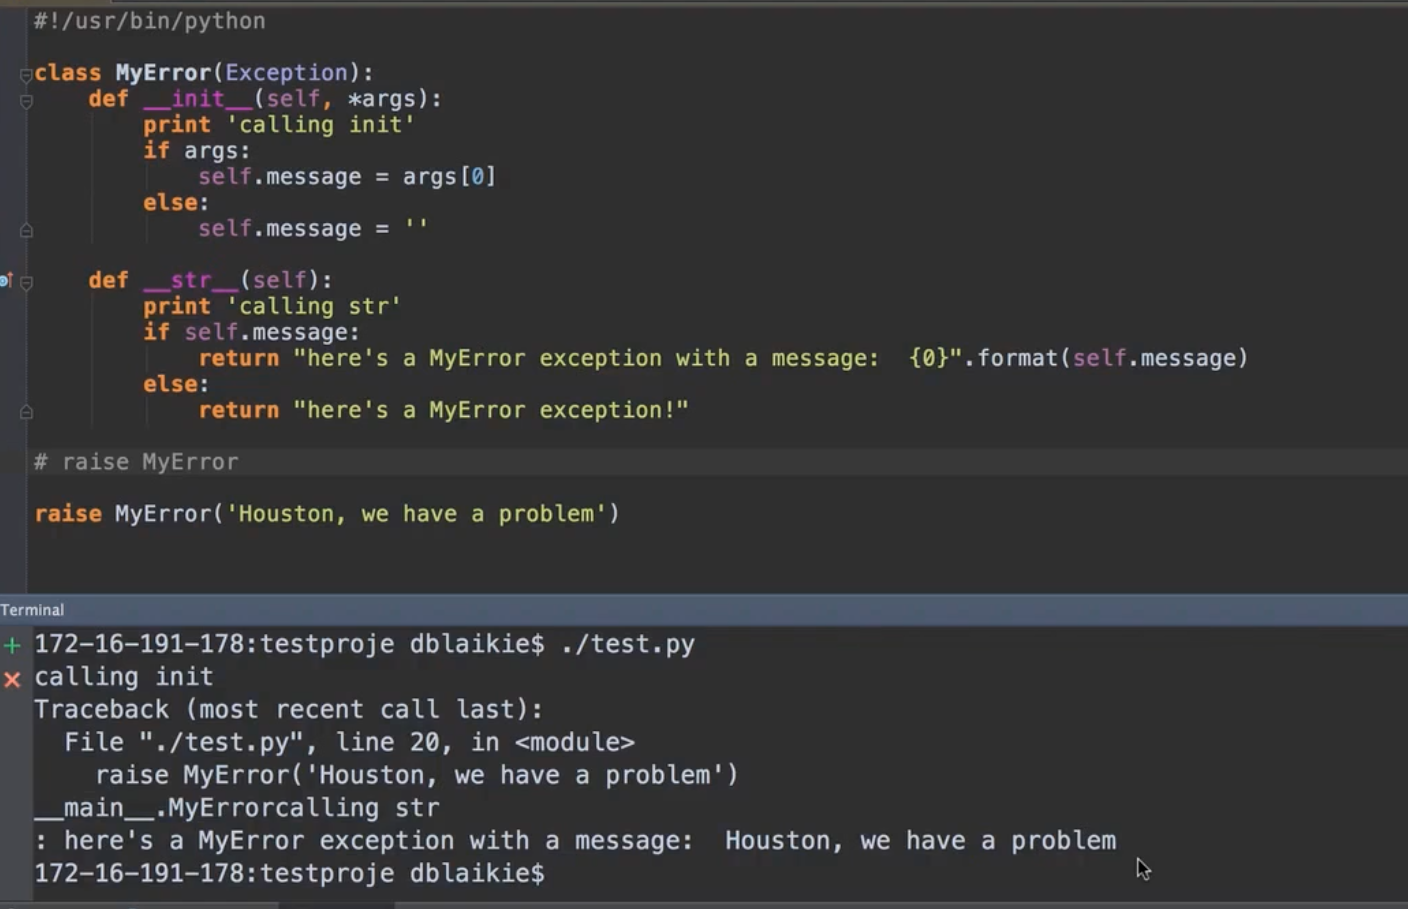 #!/usr/bin/python
class MyError(Exception):
    def __init__(self, *args):
        print 'calling init'
        if args:
            self.message = args[0]
        else:
            self.message = ''
    def __str__(self):
        print 'calling str'
        if self.message:
            return "here's a MyError exception with a message:  {0}".format(self.message)
        else:
            return "here's a MyError exception!"
# raise MyError
raise MyError('Houston, we have a problem')
Terminal
172-16-191-178:testproje dblaikie$ ./test.py
calling init
Traceback (most recent call last):
  File "./test.py", line 20, in <module>
    raise MyError('Houston, we have a problem')
__main__.MyErrorcalling str
: here's a MyError exception with a message:  Houston, we have a problem
172-16-191-178:testproje dblaikie$